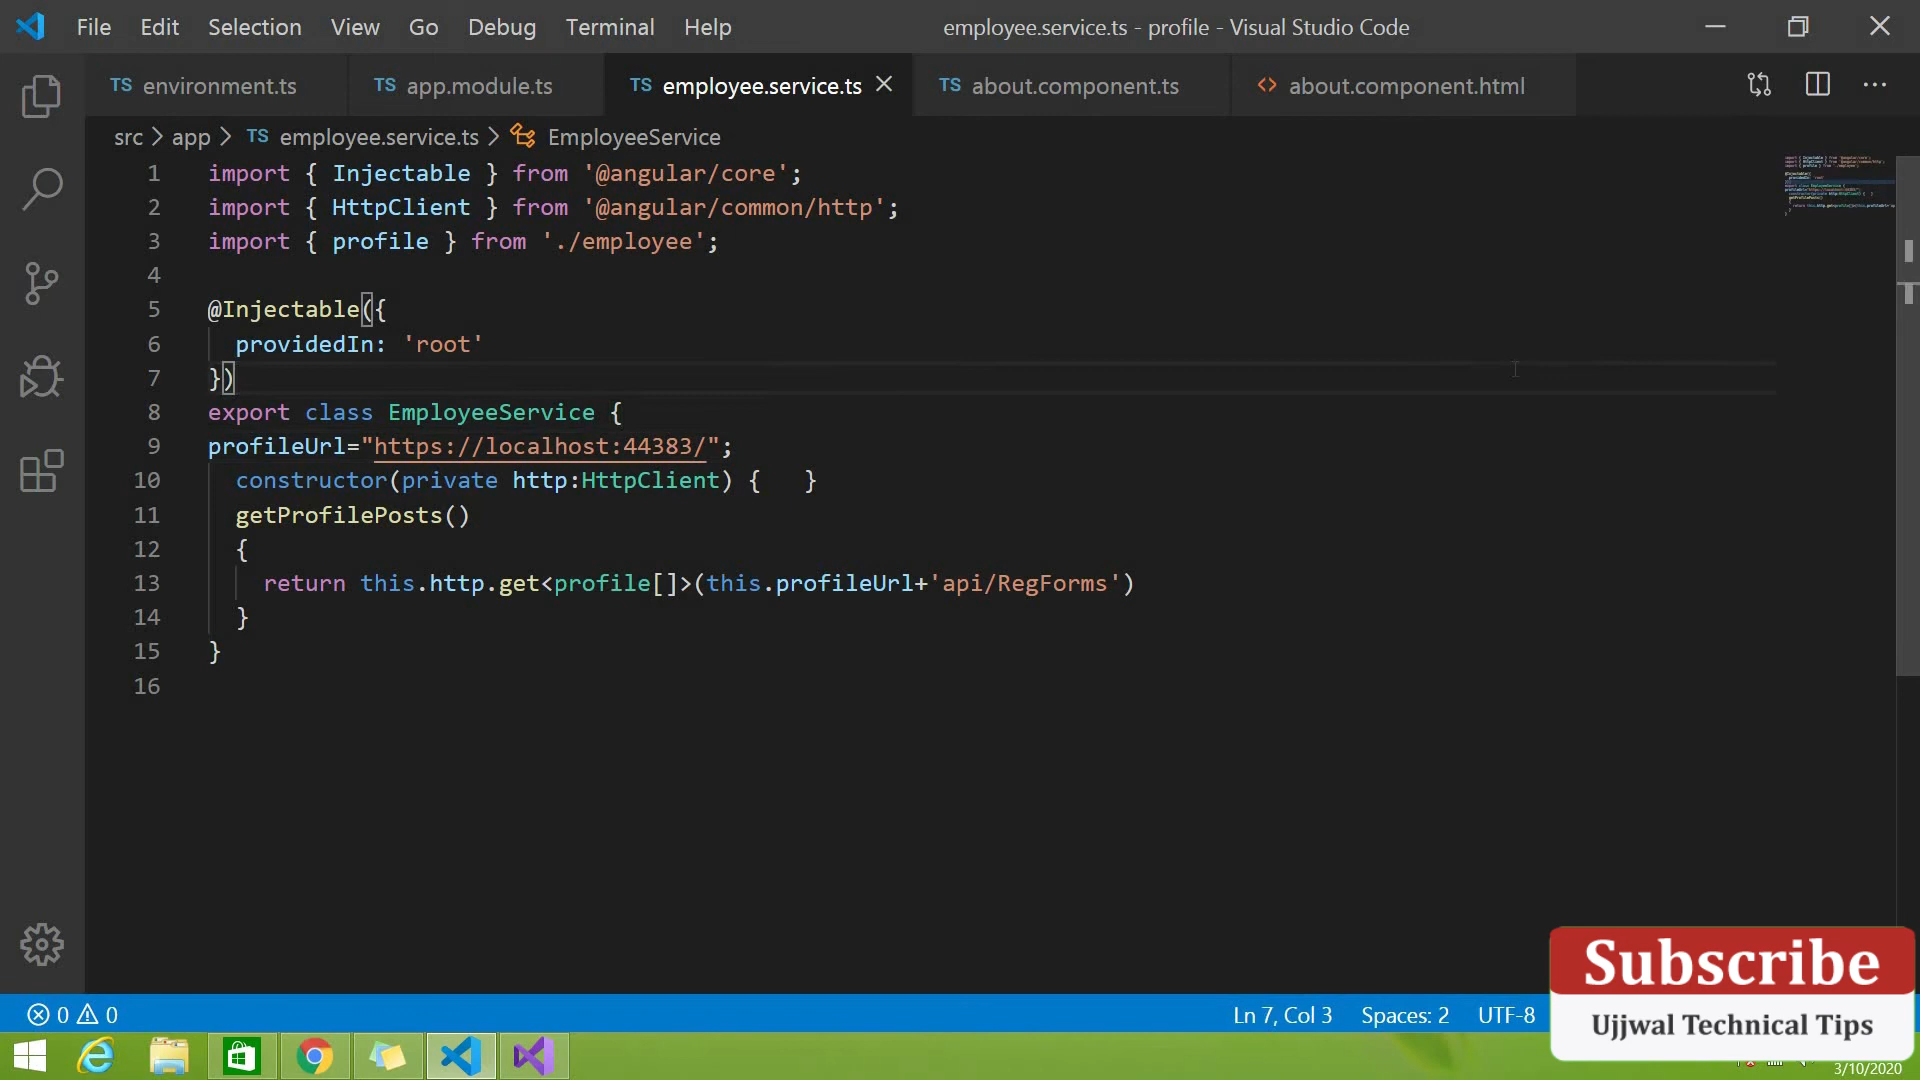 File Edit Selection View Go Debug Terminal Help employee.service.ts - profile - Visual Studio Code
TS environment.ts TS app.module.ts TS employee.service.ts TS about.component.ts <> about.component.html
src > app > TS employee.service.ts > EmployeeService
1 import { Injectable } from '@angular/core';
2 import { HttpClient } from '@angular/common/http';
3 import { profile } from './employee';
4
5 @Injectable({
6 providedIn: 'root'
7 })
8 export class EmployeeService {
9 profileUrl="https://localhost:44383/";
10 constructor(private http:HttpClient) { }
11 getProfilePosts()
12 {
13 return this.http.get<profile[]>(this.profileUrl+'api/RegForms')
14 }
15 }
16
Subscribe
Ujjwal Technical Tips
0 0 Ln 7, Col 3 Spaces: 2 UTF-8
3/10/2020